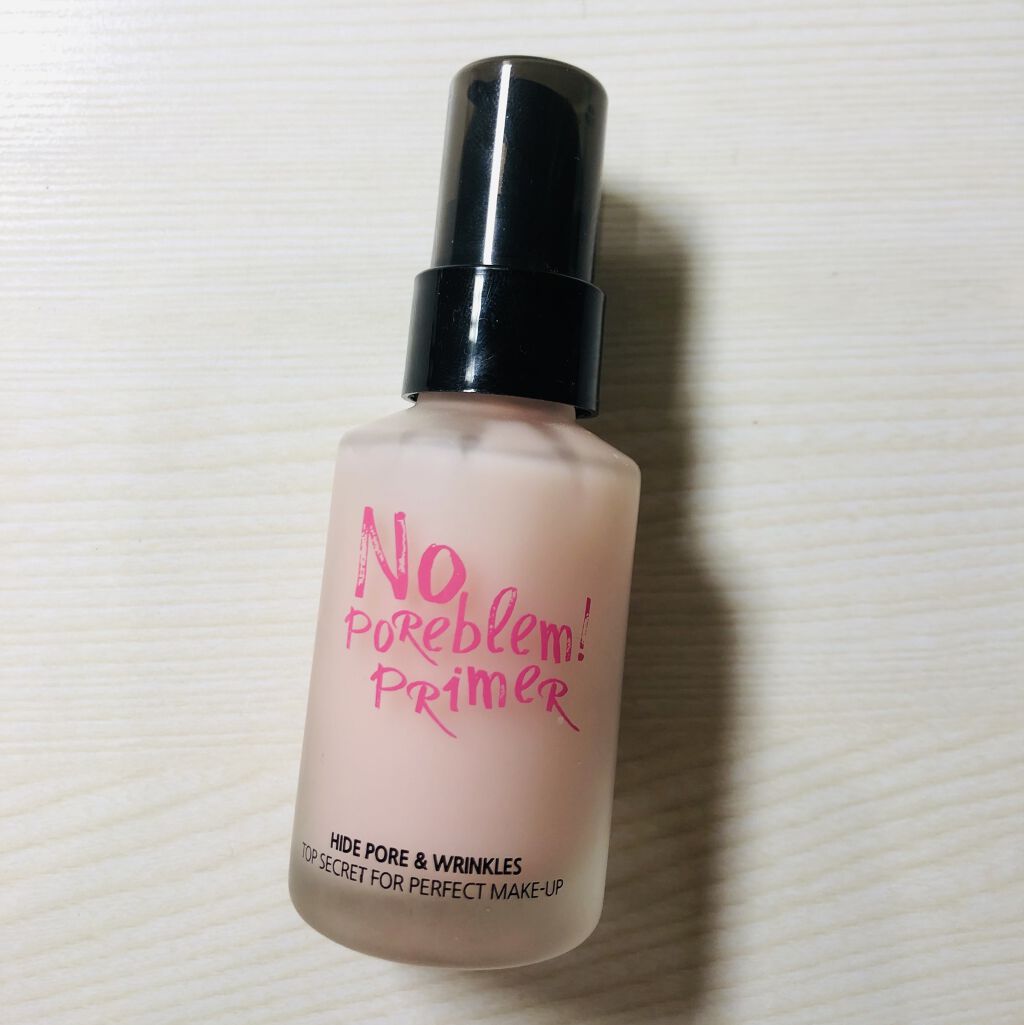 No
Poreblem!
Primer
HIDE PORE & WRINKLES
TOP SECRET FOR PERFECT MAKE-UP